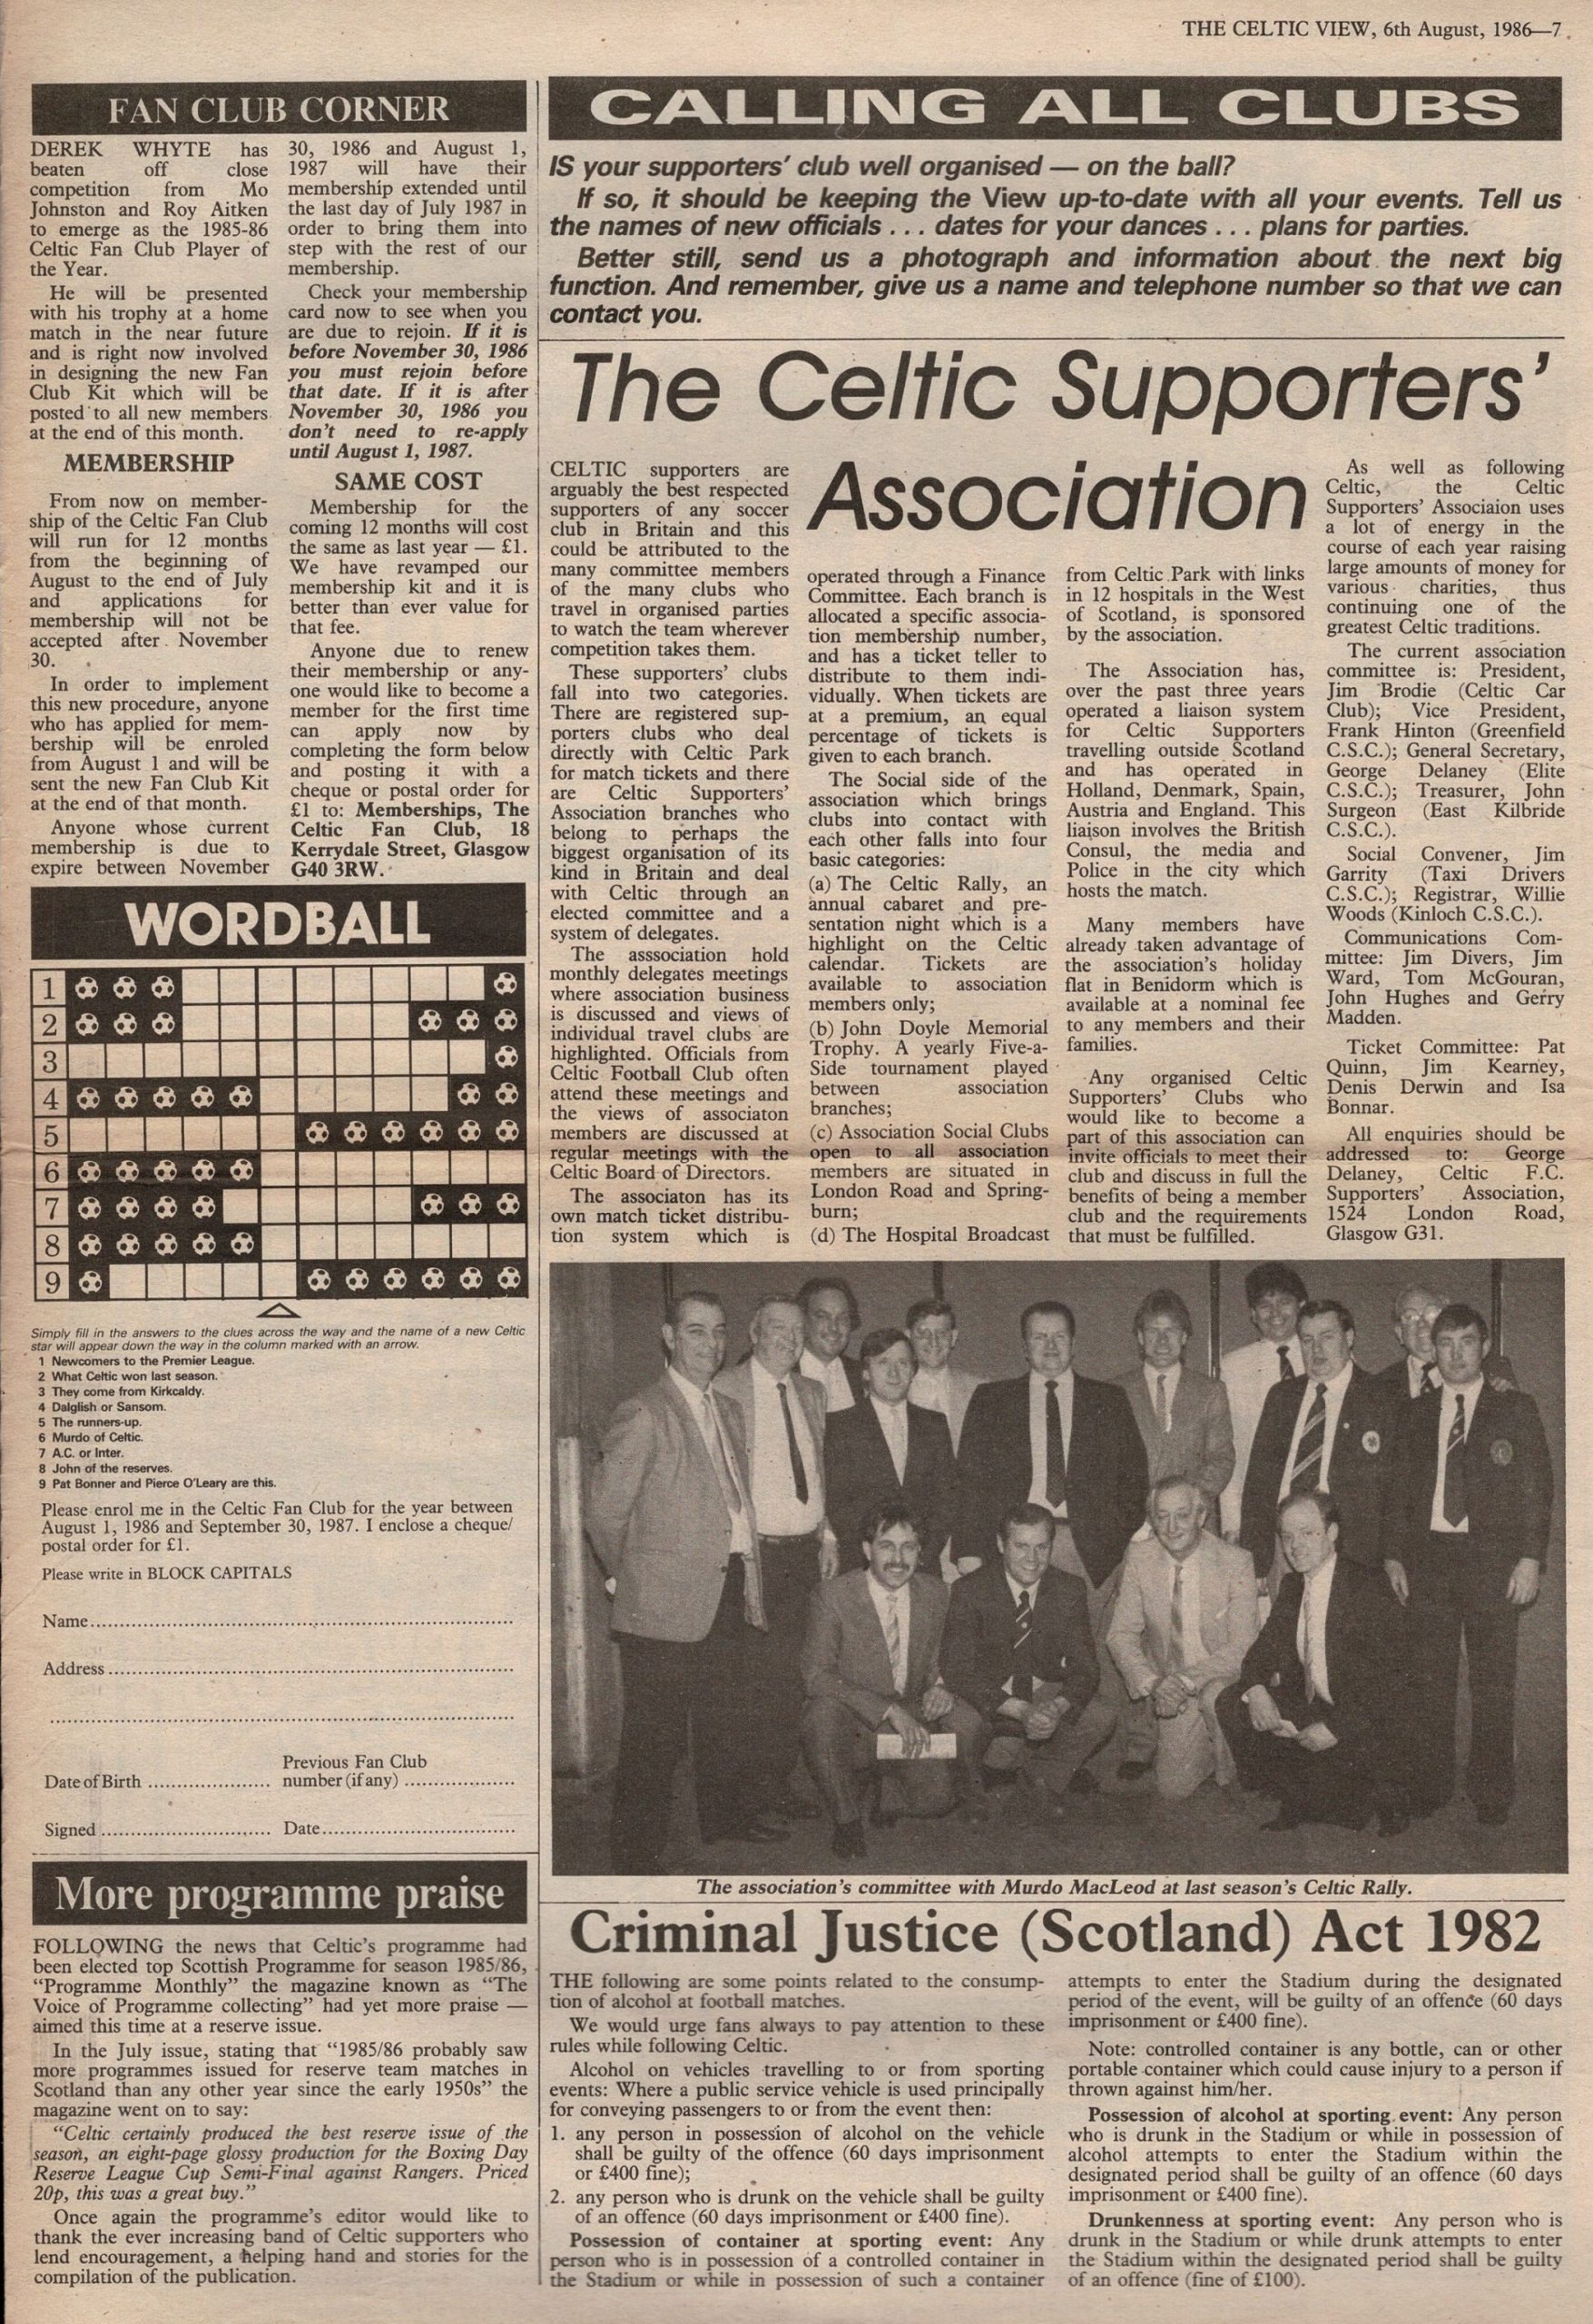 THE CELTIC VIEW, 6th August, 1986—7
FAN CLUB CORNER
DEREK WHYTE has
beaten off close
competition from Mo
Johnston and Roy Aitken
to emerge as the 1985-86
Celtic Fan Club Player of
the Year.
He will be presented
with his trophy at a home
match in the near future
and is right now involved
in designing the new Fan
Club Kit which will be
posted to all new members
at the end of this month.
MEMBERSHIP
From now on member-
ship of the Celtic Fan Club
will run for 12 months
from the beginning of
August to the end of July
and applications for
membership will not be
accepted after November
30.
In order to implement
this new procedure, anyone
who has applied for mem-
bership will be enroled
from August 1 and will be
sent the new Fan Club Kit
at the end of that month.
Anyone whose current
membership is due to
expire between November
30, 1986 and August 1,
1987 will have their
membership extended until
the last day of July 1987 in
order to bring them into
step with the rest of our
membership.
Check your membership
card now to see when you
are due to rejoin. If it is
before November 30, 1986
you must rejoin before
that date. If it is after
November 30, 1986 you
don't need to re-apply
until August 1, 1987.
SAME COST
Membership for the
coming 12 months will cost
the same as last year — £1.
We have revamped our
membership kit and it is
better than ever value for
that fee.
Anyone due to renew
their membership or any-
one would like to become a
member for the first time
can apply now by
completing the form below
and posting it with a
cheque or postal order for
£1 to: Memberships, The
Celtic Fan Club, 18
Kerrydale Street, Glasgow
G40 3RW.
WORDBALL
1
2
3
4
5
6
7
8
9
Simply fill in the answers to the clues across the way and the name of a new Celtic
star will appear down the way in the column marked with an arrow.
1 Newcomers to the Premier League.
2 What Celtic won last season.
3 They come from Kirkcaldy.
4 Dalglish or Sansom.
5 The runners-up.
6 Murdo of Celtic.
7 A.C. or Inter.
8 John of the reserves.
9 Pat Bonner and Pierce O'Leary are this.
Please enrol me in the Celtic Fan Club for the year between
August 1, 1986 and September 30, 1987. I enclose a cheque/
postal order for £1.
Please write in BLOCK CAPITALS
Name
Address
Previous Fan Club
Date of Birth ........ number (if any) ........
Signed ........ Date ........
More programme praise
FOLLOWING the news that Celtic's programme had
been elected top Scottish Programme for season 1985/86,
"Programme Monthly" the magazine known as "The
Voice of Programme collecting" had yet more praise —
aimed this time at a reserve issue.
In the July issue, stating that "1985/86 probably saw
more programmes issued for reserve team matches in
Scotland than any other year since the early 1950s" the
magazine went on to say:
"Celtic certainly produced the best reserve issue of the
season, an eight-page glossy production for the Boxing Day
Reserve League Cup Semi-Final against Rangers. Priced
20p, this was a great buy."
Once again the programme's editor would like to
thank the ever increasing band of Celtic supporters who
lend encouragement, a helping hand and stories for the
compilation of the publication.
CALLING ALL CLUBS
IS your supporters' club well organised — on the ball?
If so, it should be keeping the View up-to-date with all your events. Tell us
the names of new officials . . . dates for your dances . . . plans for parties.
Better still, send us a photograph and information about the next big
function. And remember, give us a name and telephone number so that we can
contact you.
The Celtic Supporters'
Association
CELTIC supporters are
arguably the best respected
supporters of any soccer
club in Britain and this
could be attributed to the
many committee members
of the many clubs who
travel in organised parties
to watch the team wherever
competition takes them.
These supporters' clubs
fall into two categories.
There are registered sup-
porters clubs who deal
directly with Celtic Park
for match tickets and there
are Celtic Supporters'
Association branches who
belong to perhaps the
biggest organisation of its
kind in Britain and deal
with Celtic through an
elected committee and a
system of delegates.
The asssociation hold
monthly delegates meetings
where association business
is discussed and views of
individual travel clubs are
highlighted. Officials from
Celtic Football Club often
attend these meetings and
the views of associaton
members are discussed at
regular meetings with the
Celtic Board of Directors.
The associaton has its
own match ticket distribu-
tion system which is
operated through a Finance
Committee. Each branch is
allocated a specific associa-
tion membership number,
and has a ticket teller to
distribute to them indi-
vidually. When tickets are
at a premium, an equal
percentage of tickets is
given to each branch.
The Social side of the
association which brings
clubs into contact with
each other falls into four
basic categories:
(a) The Celtic Rally, an
annual cabaret and pre-
sentation night which is a
highlight on the Celtic
calendar. Tickets are
available to association
members only;
(b) John Doyle Memorial
Trophy. A yearly Five-a-
Side tournament played
between association
branches;
(c) Association Social Clubs
open to all association
members are situated in
London Road and Spring-
burn;
(d) The Hospital Broadcast
from Celtic Park with links
in 12 hospitals in the West
of Scotland, is sponsored
by the association.
The Association has,
over the past three years
operated a liaison system
for Celtic Supporters
travelling outside Scotland
and has operated in
Holland, Denmark, Spain,
Austria and England. This
liaison involves the British
Consul, the media and
Police in the city which
hosts the match.
Many members have
already taken advantage of
the association's holiday
flat in Benidorm which is
available at a nominal fee
to any members and their
families.
Any organised Celtic
Supporters' Clubs who
would like to become a
part of this association can
invite officials to meet their
club and discuss in full the
benefits of being a member
club and the requirements
that must be fulfilled.
As well as following
Celtic, the Celtic
Supporters' Associaion uses
a lot of energy in the
course of each year raising
large amounts of money for
various charities, thus
continuing one of the
greatest Celtic traditions.
The current association
committee is: President,
Jim Brodie (Celtic Car
Club); Vice President,
Frank Hinton (Greenfield
C.S.C.); General Secretary,
George Delaney (Elite
C.S.C.); Treasurer, John
Surgeon (East Kilbride
C.S.C.).
Social Convener, Jim
Garrity (Taxi Drivers
C.S.C.); Registrar, Willie
Woods (Kinloch C.S.C.).
Communications Com-
mittee: Jim Divers, Jim
Ward, Tom McGouran,
John Hughes and Gerry
Madden.
Ticket Committee: Pat
Quinn, Jim Kearney,
Denis Derwin and Isa
Bonnar.
All enquiries should be
addressed to: George
Delaney, Celtic F.C.
Supporters' Association,
1524 London Road,
Glasgow G31.
The association's committee with Murdo MacLeod at last season's Celtic Rally.
Criminal Justice (Scotland) Act 1982
THE following are some points related to the consump-
tion of alcohol at football matches.
We would urge fans always to pay attention to these
rules while following Celtic.
Alcohol on vehicles travelling to or from sporting
events: Where a public service vehicle is used principally
for conveying passengers to or from the event then:
1. any person in possession of alcohol on the vehicle
shall be guilty of the offence (60 days imprisonment
or £400 fine);
2. any person who is drunk on the vehicle shall be guilty
of an offence (60 days imprisonment or £400 fine).
Possession of container at sporting event: Any
person who is in possession of a controlled container in
the Stadium or while in possession of such a container
attempts to enter the Stadium during the designated
period of the event, will be guilty of an offence (60 days
imprisonment or £400 fine).
Note: controlled container is any bottle, can or other
portable container which could cause injury to a person if
thrown against him/her.
Possession of alcohol at sporting event: Any person
who is drunk in the Stadium or while in possession of
alcohol attempts to enter the Stadium within the
designated period shall be guilty of an offence (60 days
imprisonment or £400 fine).
Drunkenness at sporting event: Any person who is
drunk in the Stadium or while drunk attempts to enter
the Stadium within the designated period shall be guilty
of an offence (fine of £100).